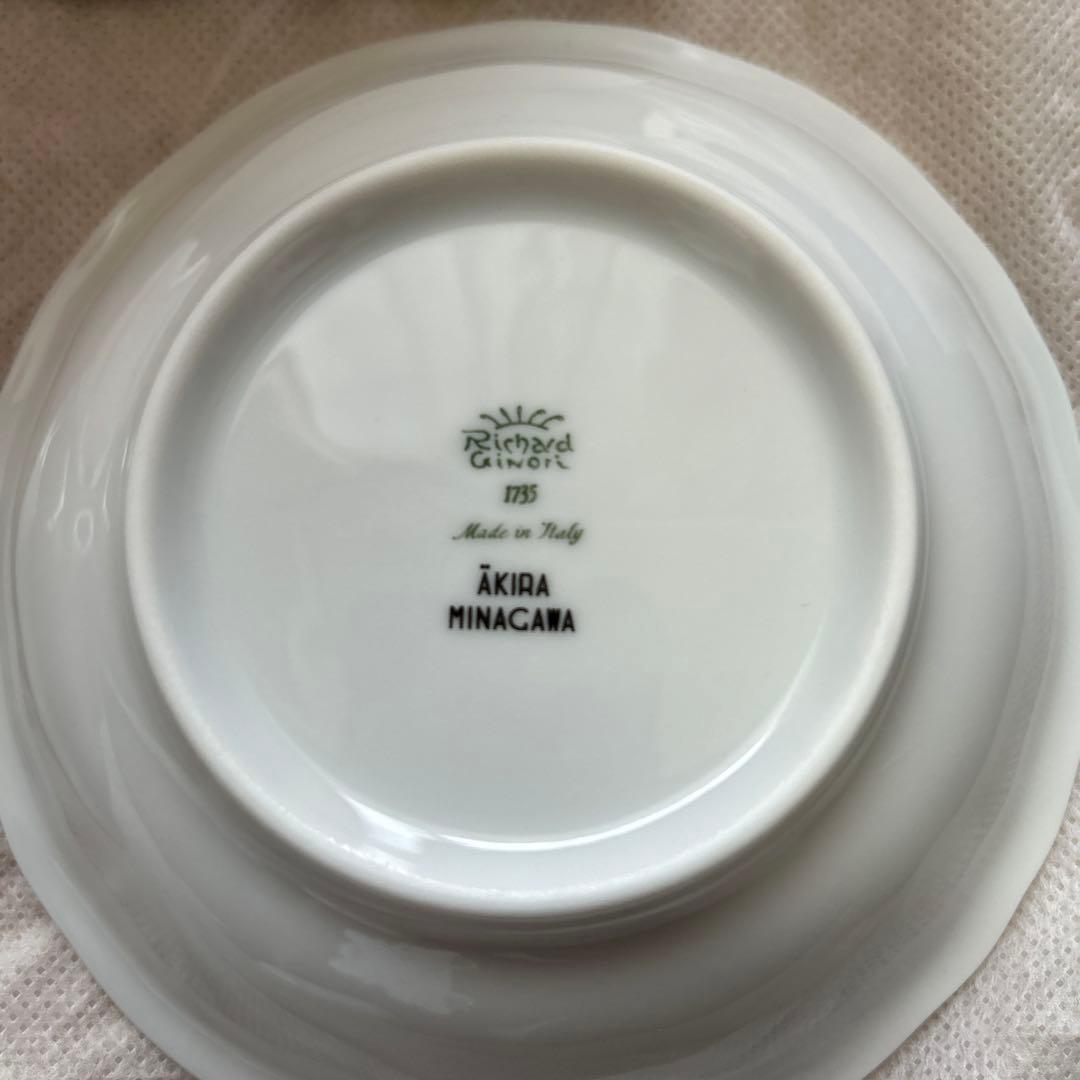 Richard
Ginori
1735
Made in Italy
ĀKIRA
MINAGAWA